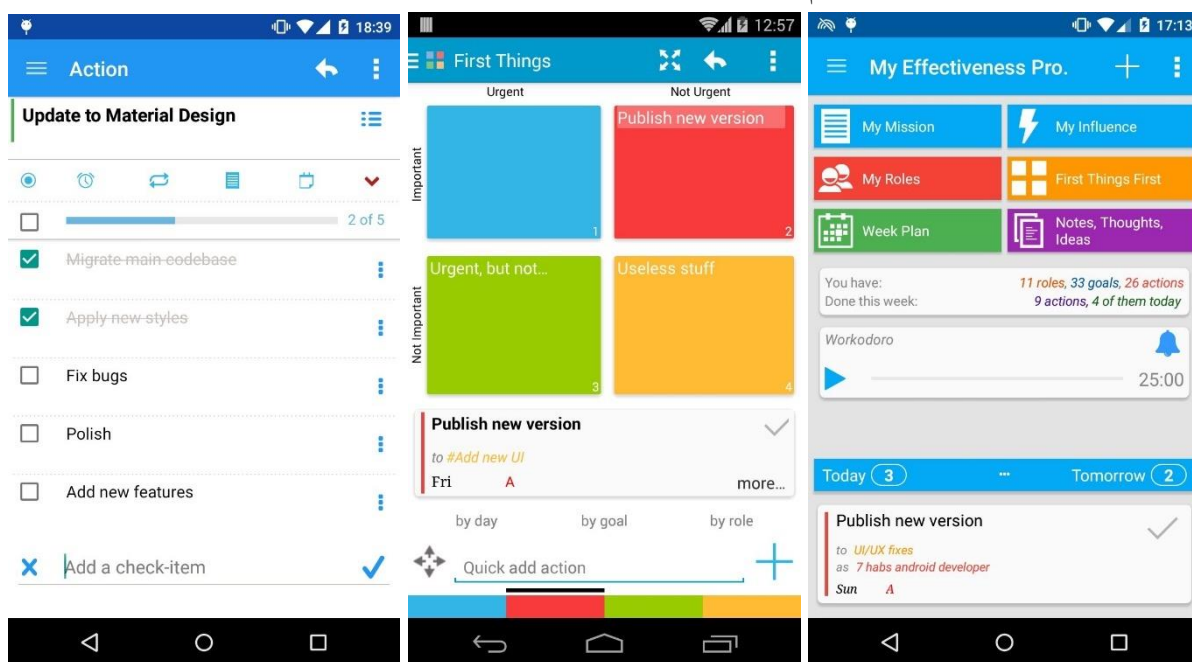 18:39
Action
Update to Material Design
2 of 5
Migrate main codebase
Apply new styles
Fix bugs
Polish
Add new features
Add a check-item
12:57
First Things
Urgent Not Urgent
Important
Publish new version
1
2
Not Important
Urgent, but not...
Useless stuff
3
4
Publish new version
to #Add new UI
Fri A more...
by day by goal by role
Quick add action
17:13
My Effectiveness Pro.
My Mission
My Influence
My Roles
First Things First
Week Plan
Notes, Thoughts,
Ideas
You have: 11 roles, 33 goals, 26 actions
Done this week: 9 actions, 4 of them today
Workodoro
25:00
Today 3 Tomorrow 2
Publish new version
to UI/UX fixes
as 7 habs android developer
Sun A